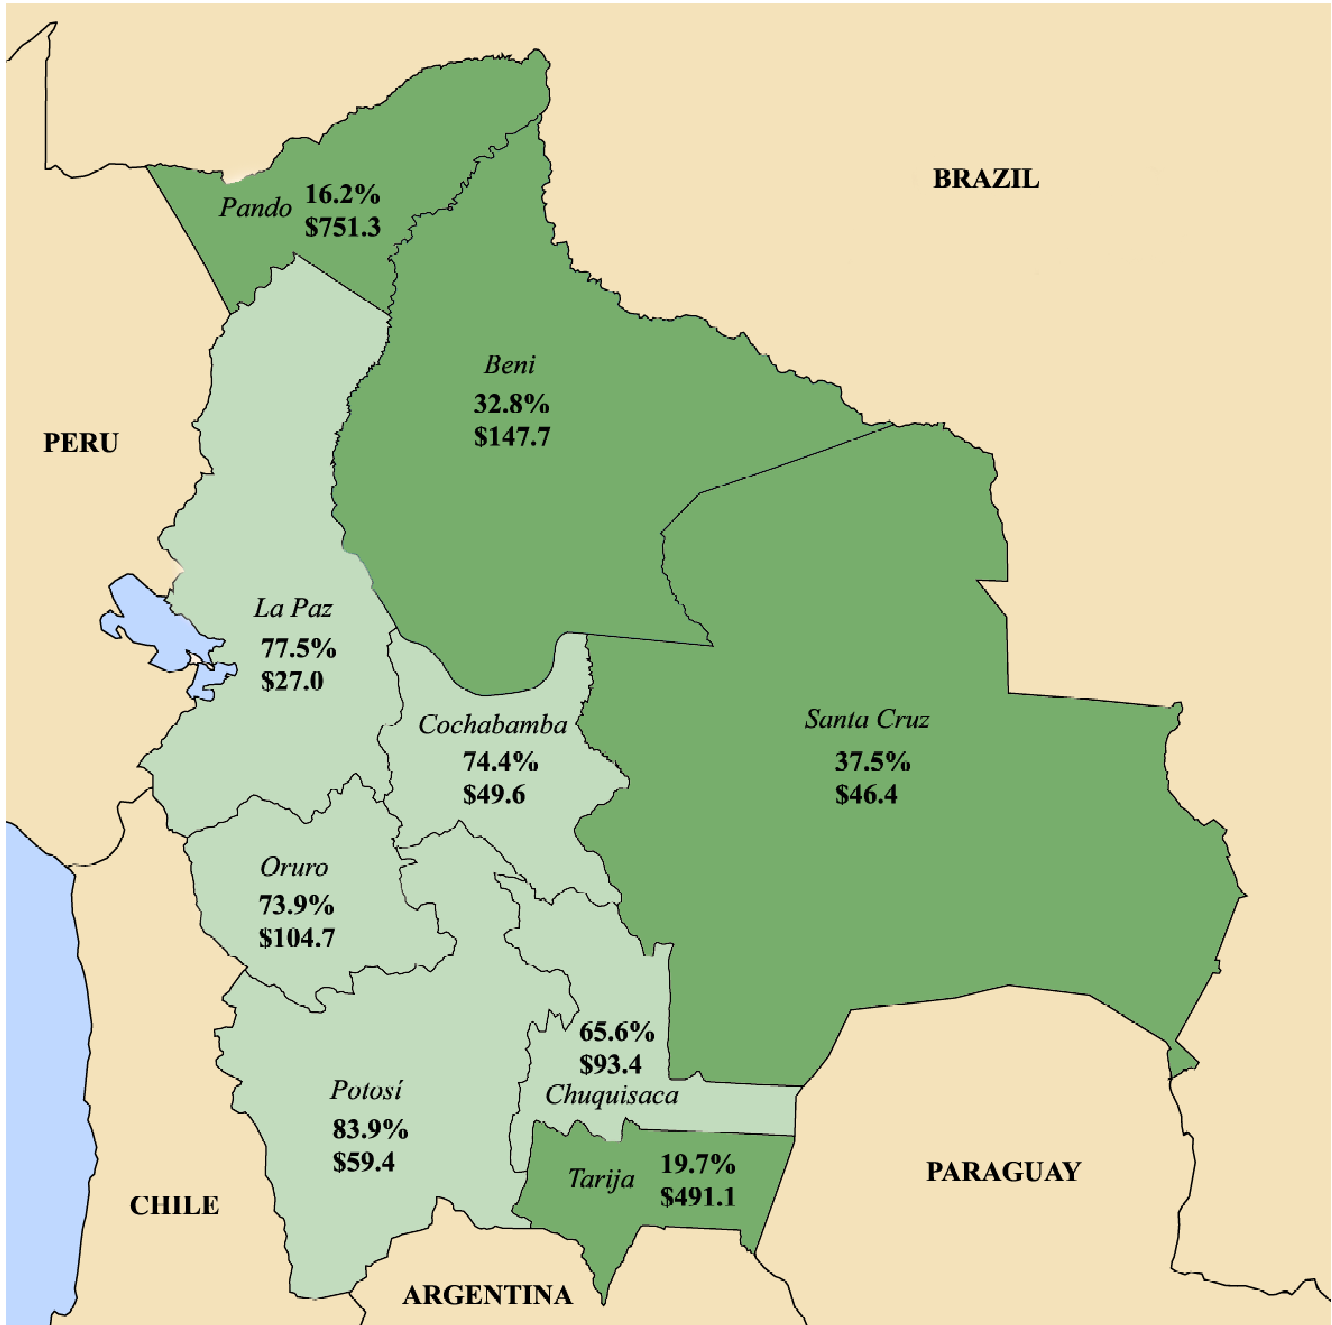 BRAZIL
Pando
16.2%
$751.3
Beni
32.8%
$147.7
PERU
La Paz
77.5%
$27.0
Cochabamba
74.4%
$49.6
Santa Cruz
37.5%
$46.4
Oruro
73.9%
$104.7
65.6%
$93.4
Chuquisaca
Potosí
83.9%
$59.4
Tarija
19.7%
$491.1
PARAGUAY
CHILE
ARGENTINA